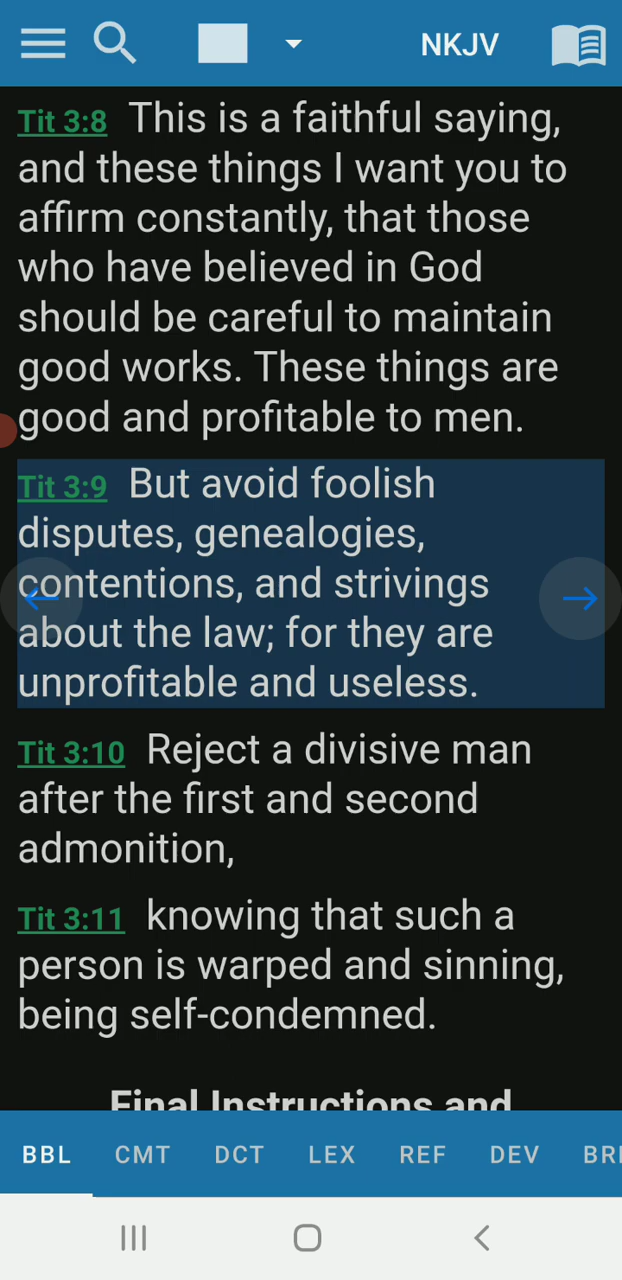 NKJV
Tit 3:8 This is a faithful saying,
and these things I want you to
affirm constantly, that those
who have believed in God
should be careful to maintain
good works. These things are
good and profitable to men.
Tit 3:9 But avoid foolish
disputes, genealogies,
contentions, and strivings
about the law; for they are
unprofitable and useless.
Tit 3:10 Reject a divisive man
after the first and second
admonition,
Tit 3:11 knowing that such a
person is warped and sinning,
being self-condemned.
Final Instructions and
BBL CMT DCT LEX REF DEV BRI